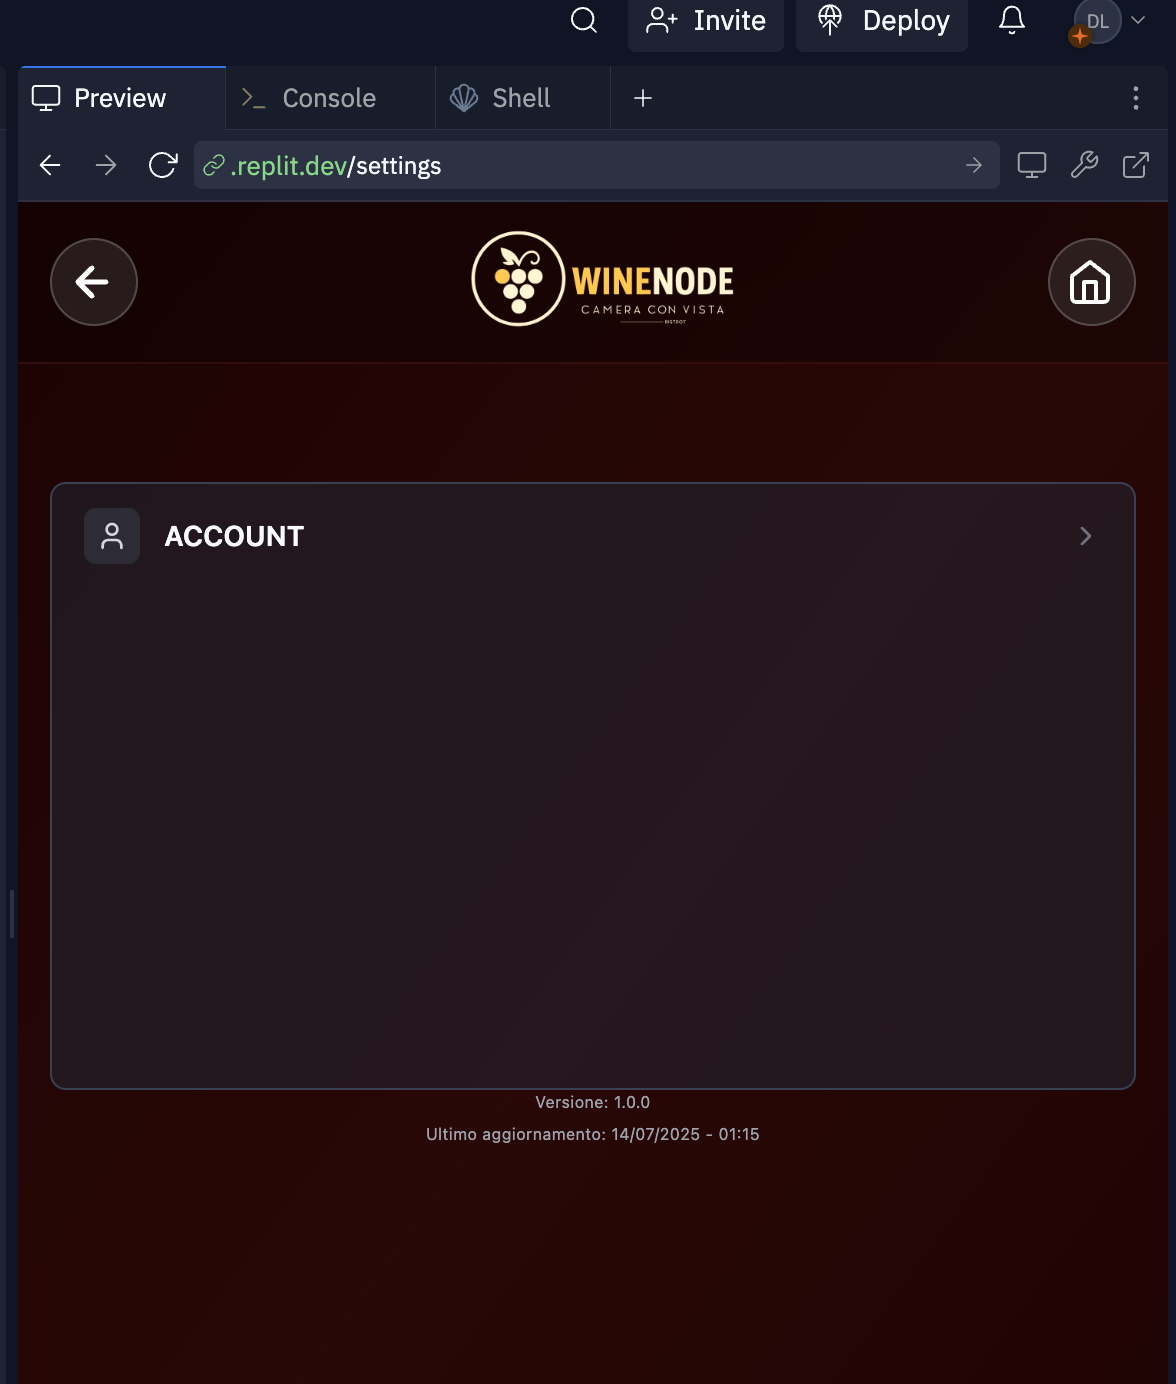 Invite
Deploy
DL
Preview
Console
Shell
.replit.dev/settings
WINENODE
CAMERA CON VISTA
BISTROT
ACCOUNT
Versione: 1.0.0
Ultimo aggiornamento: 14/07/2025 - 01:15